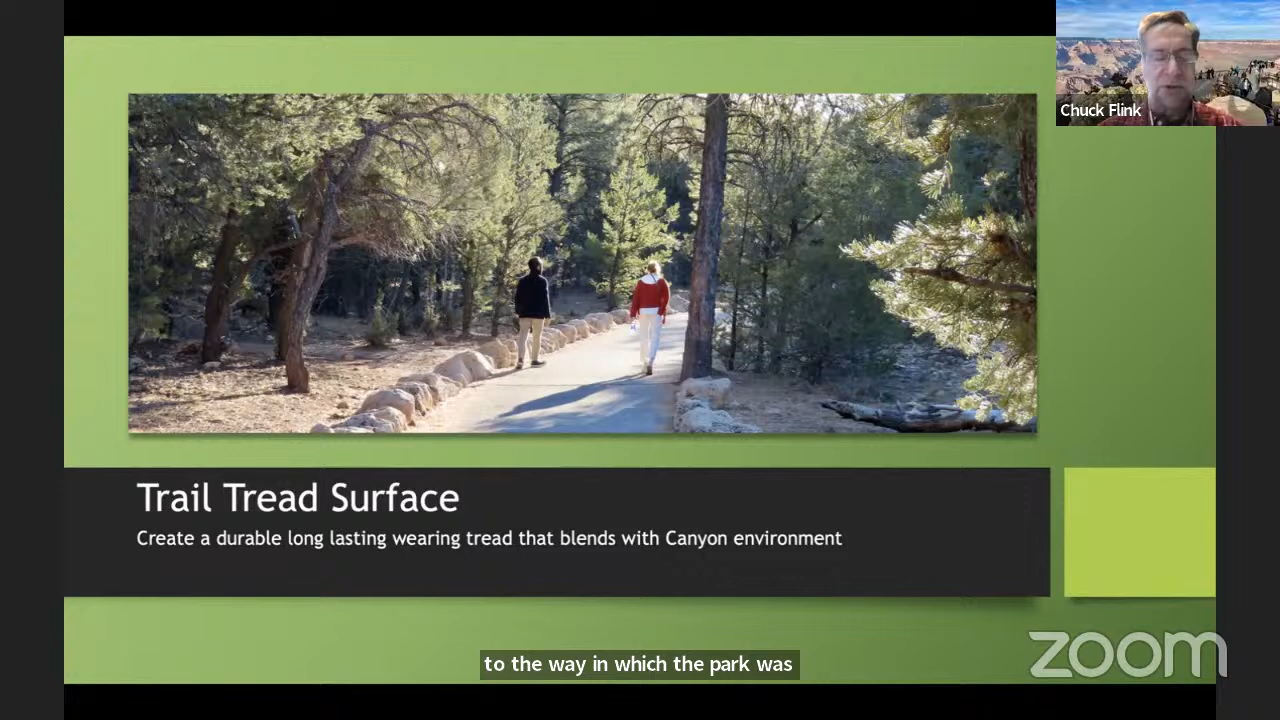 Chuck Flink
Trail Tread Surface
Create a durable long lasting wearing tread that blends with Canyon environment
to the way in which the park was
zoom